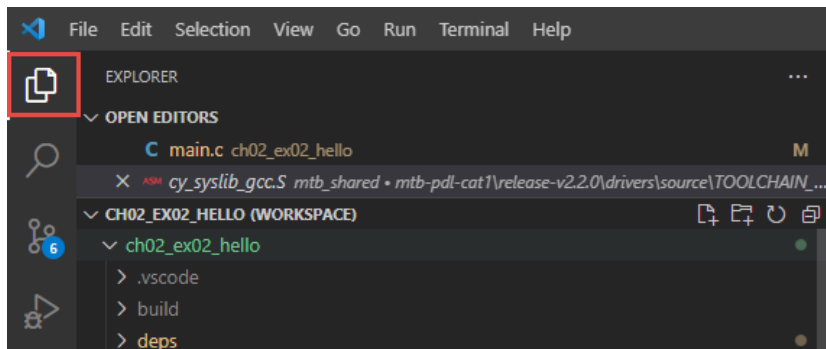 File Edit Selection View Go Run Terminal Help
EXPLORER ...
OPEN EDITORS
C main.c ch02_ex02_hello M
ASM cy_syslib_gcc.S mtb_shared • mtb-pdl-cat1\release-v2.2.0\drivers\source\TOOLCHAIN_...
CH02_EX02_HELLO (WORKSPACE)
6 ch02_ex02_hello
.vscode
build
deps